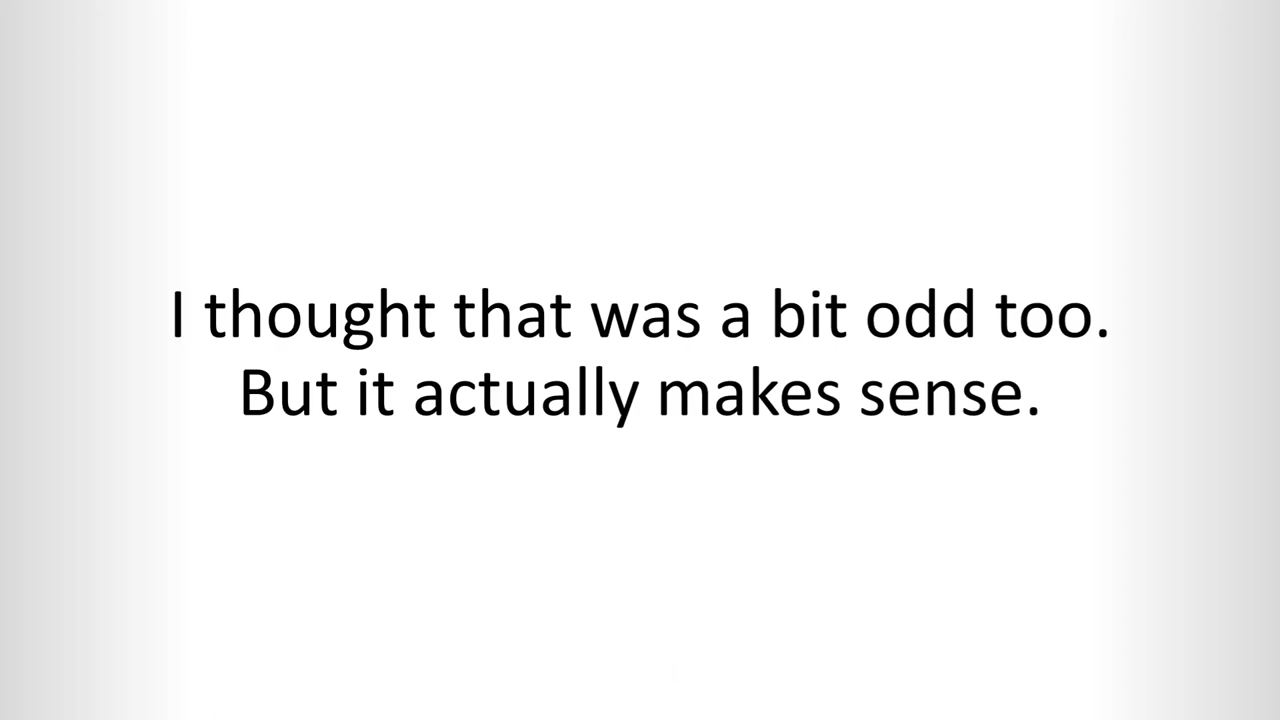 I thought that was a bit odd too.
But it actually makes sense.